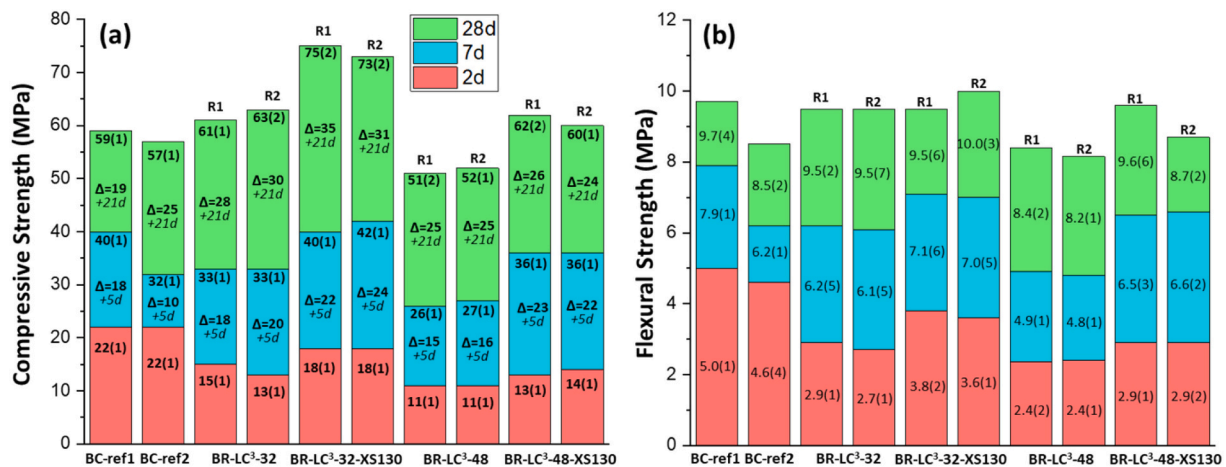 (a)
Compressive Strength (MPa)
80
70
60
50
40
30
20
10
0
28d
7d
2d
59(1)
Δ=19
+21d
40(1)
Δ=18
+5d
22(1)
BC-ref1
57(1)
Δ=25
+21d
32(1)
Δ=10
+5d
22(1)
BC-ref2
R1
61(1)
Δ=28
+21d
33(1)
Δ=18
+5d
15(1)
R2
63(2)
Δ=30
+21d
33(1)
Δ=20
+5d
13(1)
BR-LC³-32
R1
75(2)
Δ=35
+21d
40(1)
Δ=22
+5d
18(1)
R2
73(2)
Δ=31
+21d
42(1)
Δ=24
+5d
18(1)
BR-LC³-32-XS130
R1
51(2)
Δ=25
+21d
26(1)
Δ=15
+5d
11(1)
R2
52(1)
Δ=25
+21d
27(1)
Δ=16
+5d
11(1)
BR-LC³-48
R1
62(2)
Δ=26
+21d
36(1)
Δ=23
+5d
13(1)
R2
60(1)
Δ=24
+21d
36(1)
Δ=22
+5d
14(1)
BR-LC³-48-XS130
(b)
Flexural Strength (MPa)
12
10
8
6
4
2
0
9.7(4)
7.9(1)
5.0(1)
BC-ref1
8.5(2)
6.2(1)
4.6(4)
BC-ref2
R1
9.5(2)
6.2(5)
2.9(1)
R2
9.5(7)
6.1(5)
2.7(1)
BR-LC³-32
R1
9.5(6)
7.1(6)
3.8(2)
R2
10.0(3)
7.0(5)
3.6(1)
BR-LC³-32-XS130
R1
8.4(2)
4.9(1)
2.4(2)
R2
8.2(1)
4.8(1)
2.4(1)
BR-LC³-48
R1
9.6(6)
6.5(3)
2.9(1)
R2
8.7(2)
6.6(2)
2.9(2)
BR-LC³-48-XS130